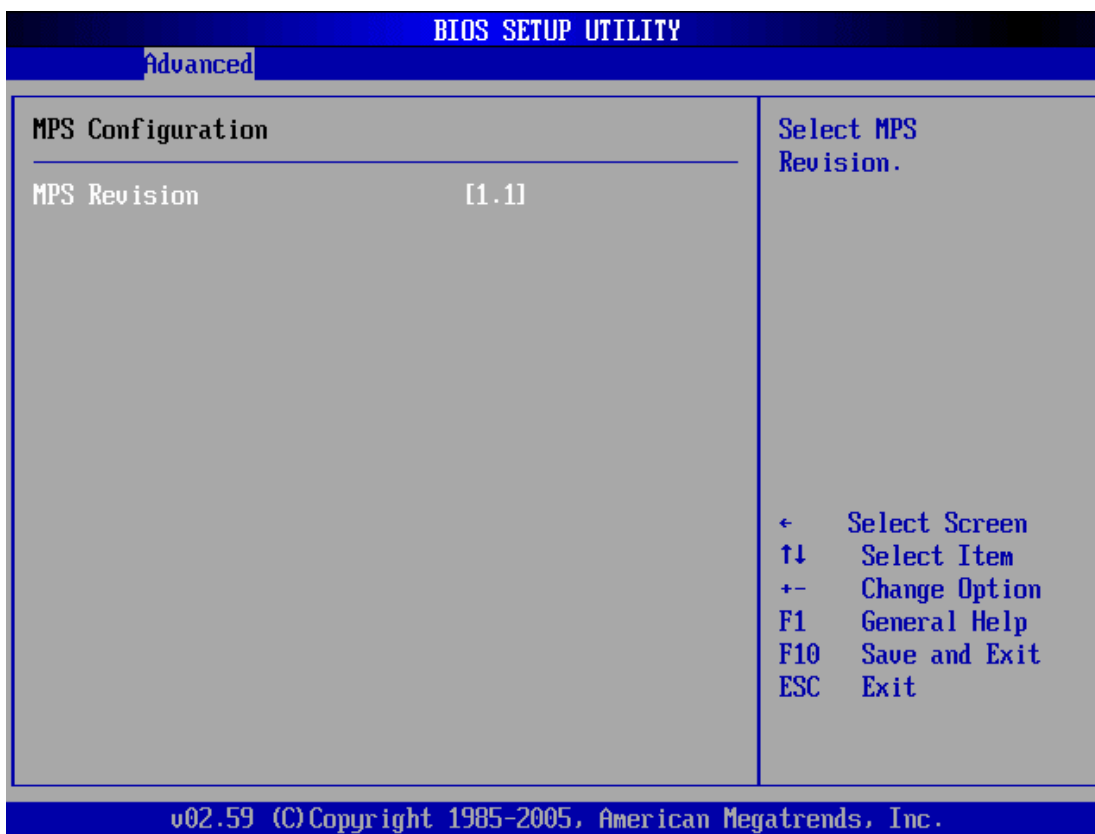 BIOS SETUP UTILITY
Advanced
MPS Configuration
MPS Revision [1.1]
Select MPS
Revision.
← Select Screen
↑↓ Select Item
+- Change Option
F1 General Help
F10 Save and Exit
ESC Exit
v02.59 (C)Copyright 1985-2005, American Megatrends, Inc.